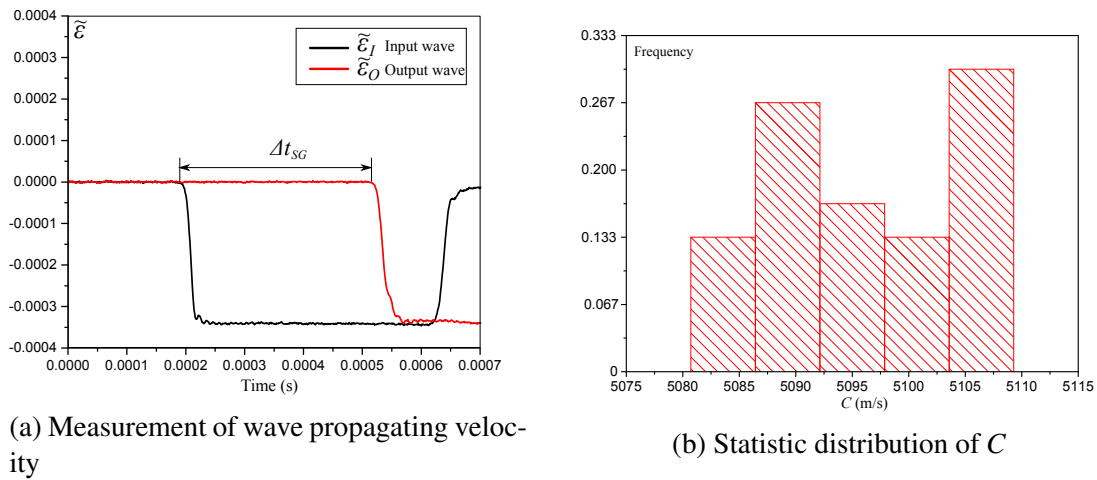 0.0004
0.0003
0.0002
0.0001
0.0000
-0.0001
-0.0002
-0.0003
-0.0004
ε̃
ε̃_I Input wave
ε̃_O Output wave
Δt_SG
0.0000 0.0001 0.0002 0.0003 0.0004 0.0005 0.0006 0.0007
Time (s)
(a) Measurement of wave propagating veloc-
ity
0.333
0.267
0.200
0.133
0.067
0
Frequency
5075 5080 5085 5090 5095 5100 5105 5110 5115
C (m/s)
(b) Statistic distribution of C